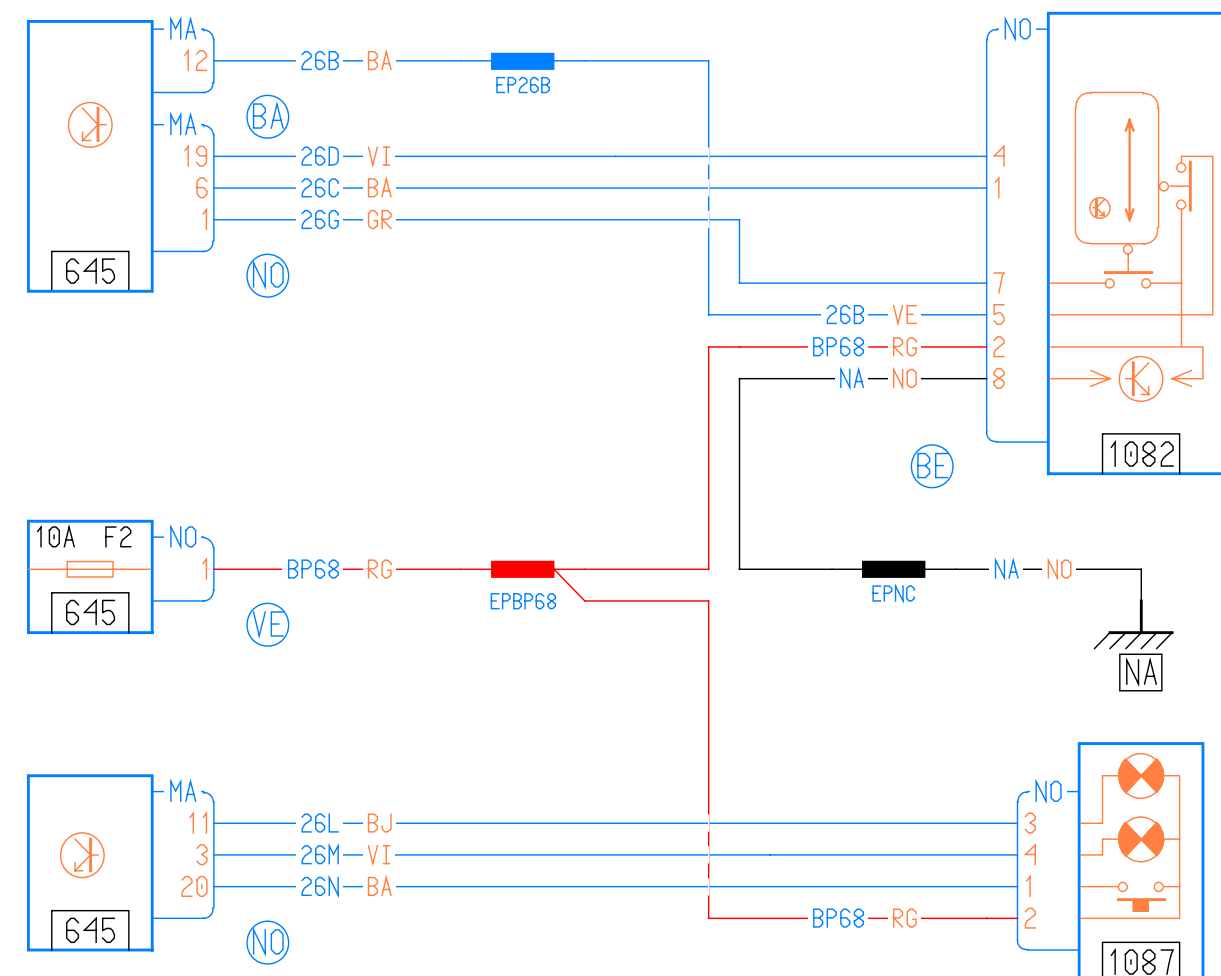 MA NO
12 26B BA EP26B
BA
MA
19 26D VI 4
6 26C BA 1
1 26G GR
645 NO 7
26B VE 5
BP68 RG 2
NA NO 8
1082
BE
10A F2 NO
1 BP68 RG EPBP68 EPNC NA NO
645 VE
NA
MA NO
11 26L BJ 3
3 26M VI 4
20 26N BA 1
BP68 RG 2
645 NO
1087